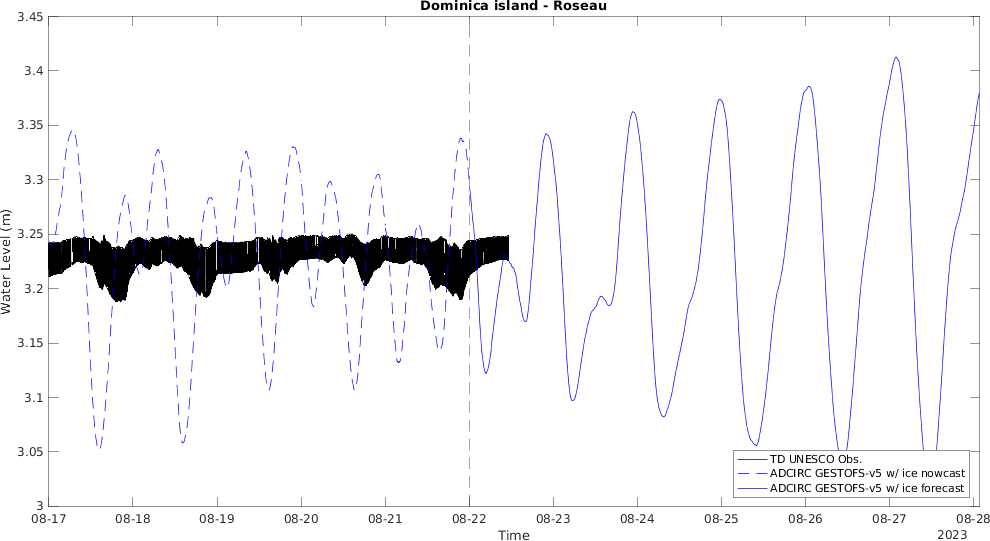 Dominica island - Roseau
3.45
3.4
3.35
3.3
3.25
3.2
3.15
3.1
3.05
3
Water Level (m)
TD UNESCO Obs.
ADCIRC GESTOFS-v5 w/ ice nowcast
ADCIRC GESTOFS-v5 w/ ice forecast
08-17 08-18 08-19 08-20 08-21 08-22 08-23 08-24 08-25 08-26 08-27 08-28
Time
2023